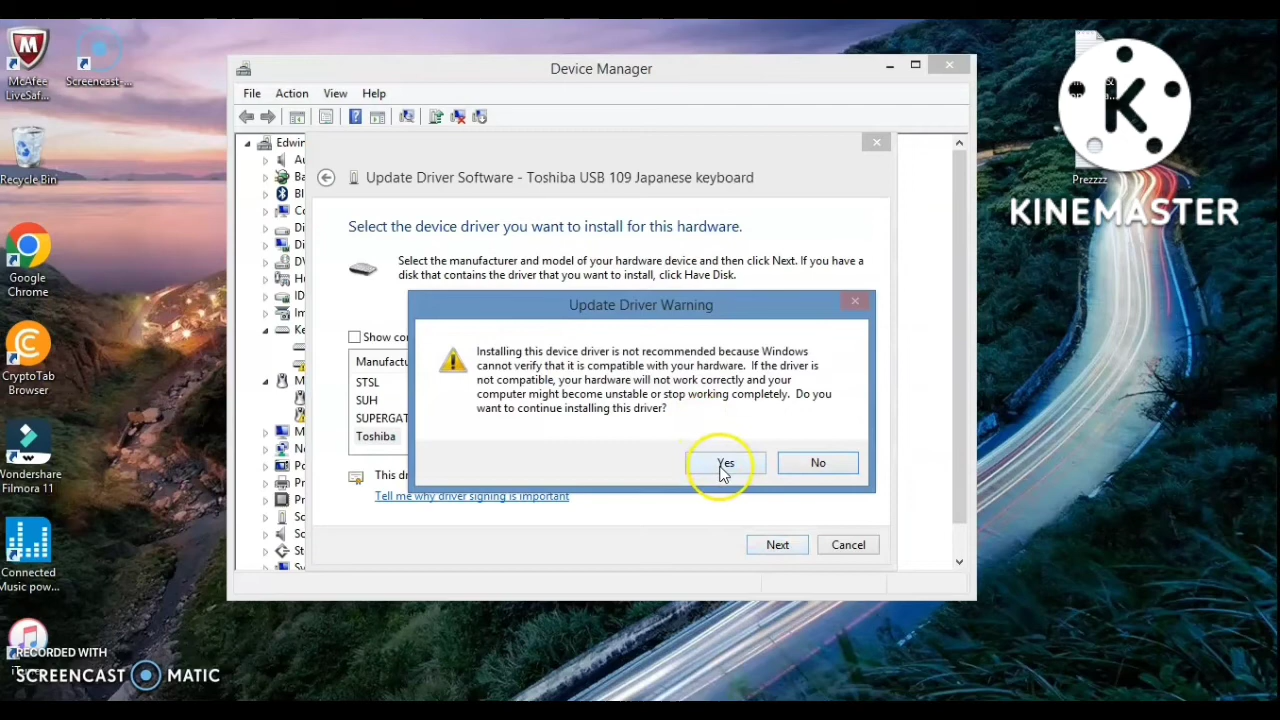 McAfee
LiveSaf...
Screencast-...
Recycle Bin
Google
Chrome
CryptoTab
Browser
Wondershare
Filmora 11
Connected
Music pow...
RECORDED WITH
SCREENCAST MATIC
Device Manager
File Action View Help
Edwin
Update Driver Software - Toshiba USB 109 Japanese keyboard
Select the device driver you want to install for this hardware.
Select the manufacturer and model of your hardware device and then click Next. If you have a
disk that contains the driver that you want to install, click Have Disk.
Show co
Manufactu
STSL
SUH
SUPERGAT
Toshiba
This dr
Tell me why driver signing is important
Next Cancel
Update Driver Warning
Installing this device driver is not recommended because Windows
cannot verify that it is compatible with your hardware. If the driver
is not compatible, your hardware will not work correctly and your
computer might become unstable or stop working completely. Do you
want to continue installing this driver?
Yes No
Prezzzz
K
KINEMASTER